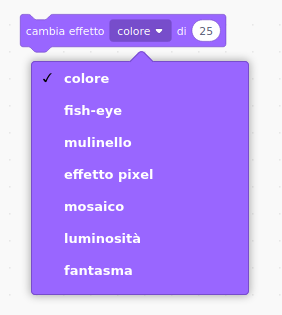 cambia effetto colore di 25
✓ colore
fish-eye
mulinello
effetto pixel
mosaico
luminosità
fantasma